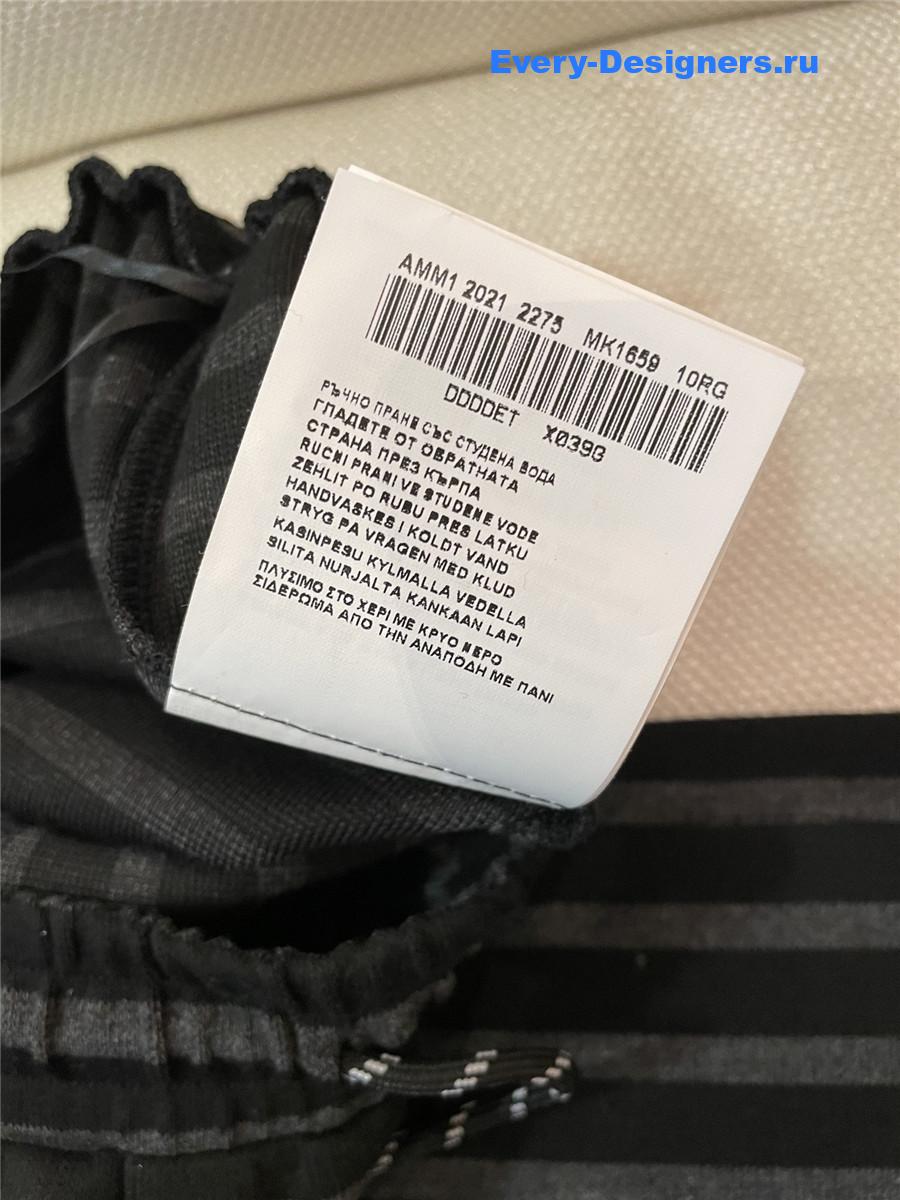 Every-Designers.ru
AMM1 2021 2275 MK1659 10RG
DDDDET X0393
РЪЧНО ПРАНЕ СЪС СТУДЕНА ВОДА
ГЛАДЕТЕ ОТ ОБРАТНАТА
СТРАНА ПРЕЗ КЪРПА
RUCNI PRANI VE STUDENE VODE
ZEHLIT PO RUBU PRES LATKU
HANDVASKES I KOLDT VAND
STRYG PA VRAGEN MED KLUD
KASINPESU KYLMALLA VEDELLA
SILITA NURJALTA KANKAAN LAPI
ΠΛΥΣΙΜΟ ΣΤΟ ΧΕΡΙ ΜΕ ΚΡΥΟ ΝΕΡΟ
ΣΙΔΕΡΩΜΑ ΑΠΟ ΤΗΝ ΑΝΑΠΟΔΗ ΜΕ ΠΑΝΙ